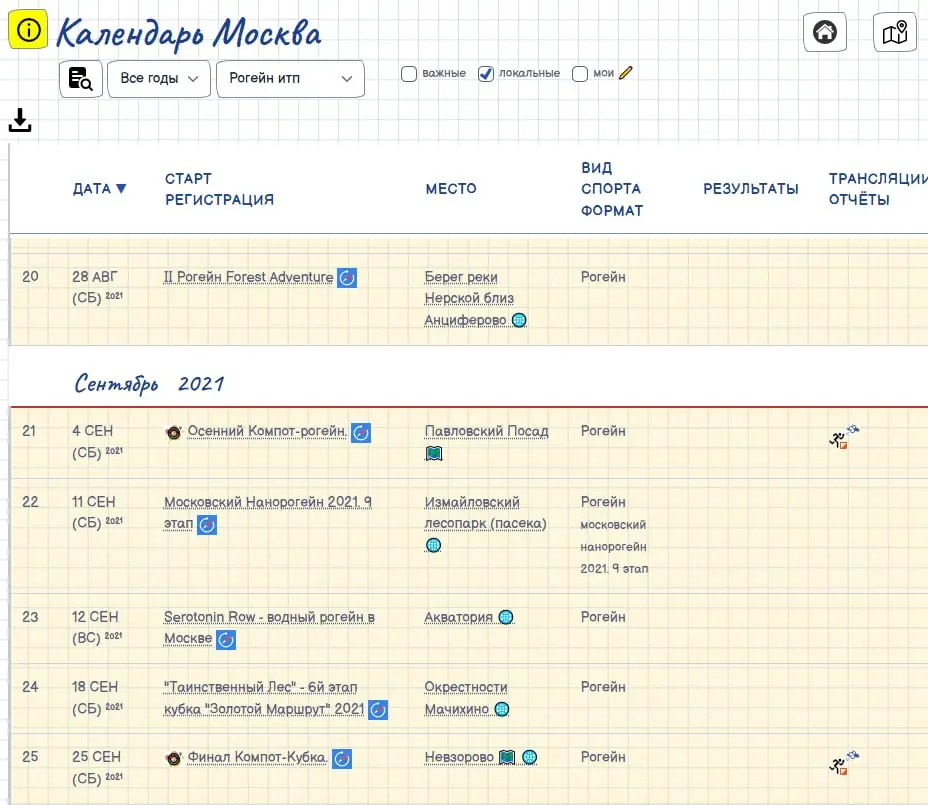 Календарь Москва
Все годы
Рогейн итп
важные
локальные
мои
ДАТА ▼
СТАРТ
РЕГИСТРАЦИЯ
МЕСТО
ВИД
СПОРТА
ФОРМАТ
РЕЗУЛЬТАТЫ
ТРАНСЛЯЦИИ
ОТЧЁТЫ
20
28 АВГ
(СБ) 2021
II Рогейн Forest Adventure
Берег реки
Нерской близ
Анциферово
Рогейн
Сентябрь 2021
21
4 СЕН
(СБ) 2021
Осенний Компот-рогейн.
Павловский Посад
Рогейн
22
11 СЕН
(СБ) 2021
Московский Нанорогейн 2021. 9
этап
Измайловский
лесопарк (пасека)
Рогейн
московский
нанорогейн
2021. 9 этап
23
12 СЕН
(ВС) 2021
Serotonin Row - водный рогейн в
Москве
Акватория
Рогейн
24
18 СЕН
(СБ) 2021
"Таинственный Лес" - 6й этап
кубка "Золотой Маршрут" 2021
Окрестности
Мачихино
Рогейн
25
25 СЕН
(СБ) 2021
Финал Компот-Кубка.
Невзорово
Рогейн